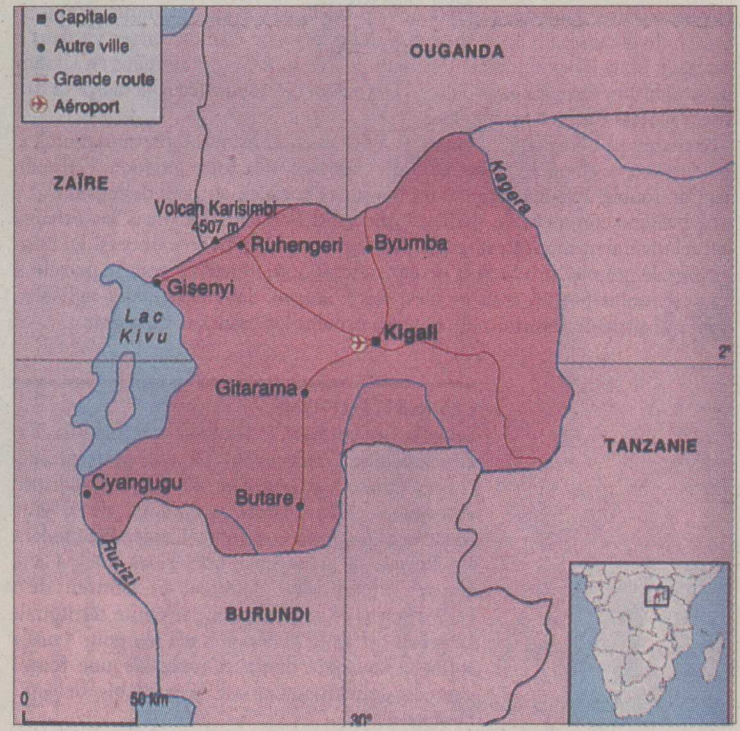 Capitale
Autre ville
Grande route
Aéroport
OUGANDA
ZAÏRE
Kagera
Volcan Karisimbi
4507 m
Ruhengeri
Byumba
Gisenyi
Lac
Kivu
Kigali
2°
Gitarama
TANZANIE
Cyangugu
Butare
Ruzizi
BURUNDI
0 50 km
30°